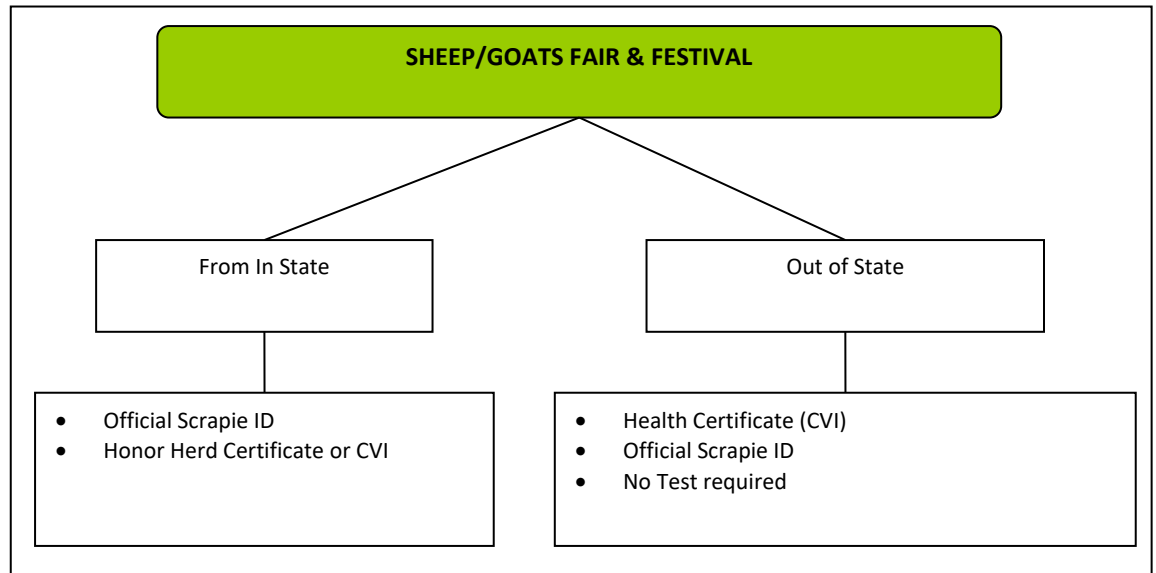 SHEEP/GOATS FAIR & FESTIVAL
From In State
Out of State
• Official Scrapie ID
• Honor Herd Certificate or CVI
• Health Certificate (CVI)
• Official Scrapie ID
• No Test required